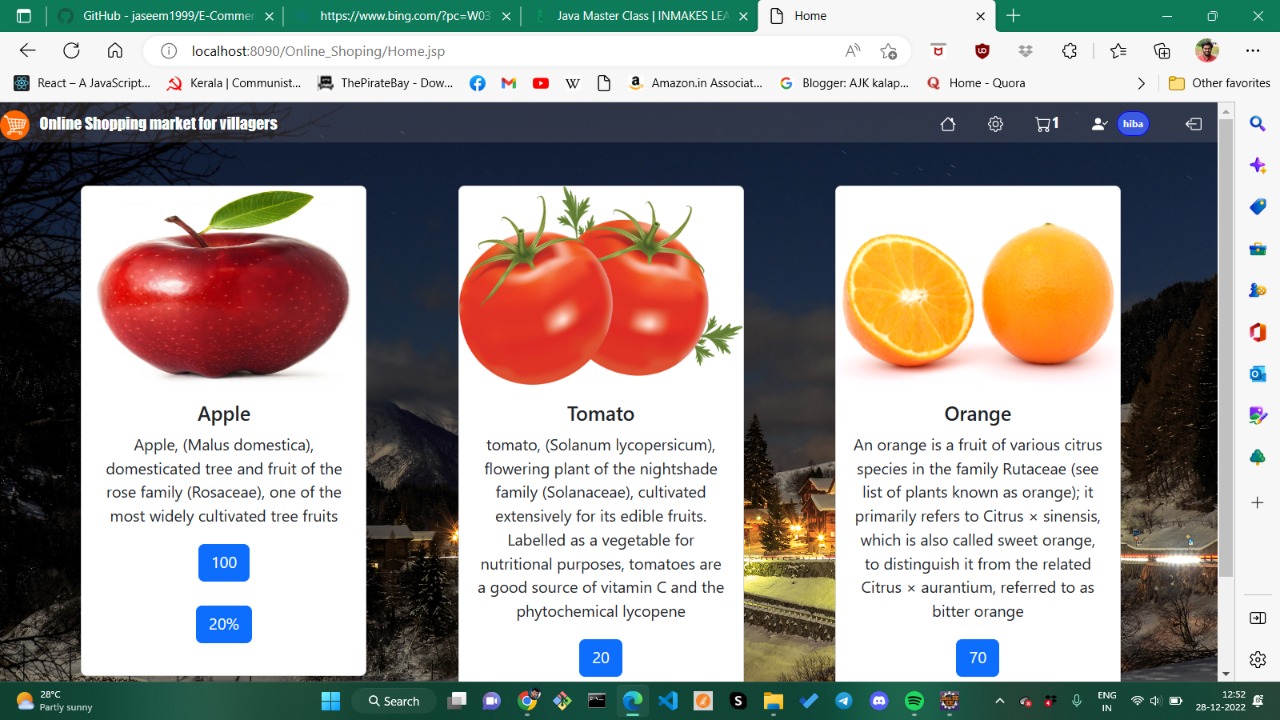 GitHub - jaseem1999/E-Commer
https://www.bing.com/?pc=W03
Java Master Class | INMAKES LEA
Home
localhost:8090/Online_Shoping/Home.jsp
React – A JavaScript...
Kerala | Communist...
ThePirateBay - Dow...
Amazon.in Associat...
Blogger: AJK kalap...
Home - Quora
Other favorites
Online Shopping market for villagers
1
hiba
Apple
Apple, (Malus domestica),
domesticated tree and fruit of the
rose family (Rosaceae), one of the
most widely cultivated tree fruits
100
20%
Tomato
tomato, (Solanum lycopersicum),
flowering plant of the nightshade
family (Solanaceae), cultivated
extensively for its edible fruits.
Labelled as a vegetable for
nutritional purposes, tomatoes are
a good source of vitamin C and the
phytochemical lycopene
20
Orange
An orange is a fruit of various citrus
species in the family Rutaceae (see
list of plants known as orange); it
primarily refers to Citrus × sinensis,
which is also called sweet orange,
to distinguish it from the related
Citrus × aurantium, referred to as
bitter orange
70
28°C
Partly sunny
Search
ENG
IN
12:52
28-12-2022